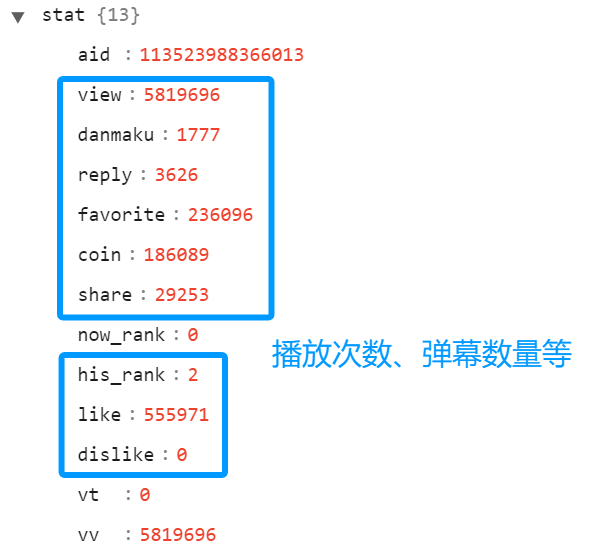 ▼ stat {13}
aid : 113523988366013
view : 5819696
danmaku : 1777
reply : 3626
favorite : 236096
coin : 186089
share : 29253
now_rank : 0
播放次数、弹幕数量等
his_rank : 2
like : 555971
dislike : 0
vt : 0
vv : 5819696